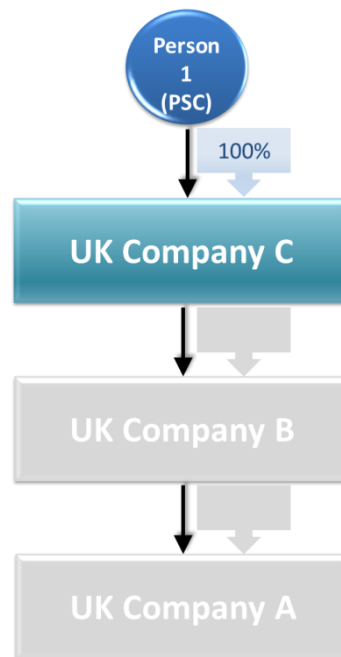 Person
1
(PSC)
100%
UK Company C
UK Company B
UK Company A